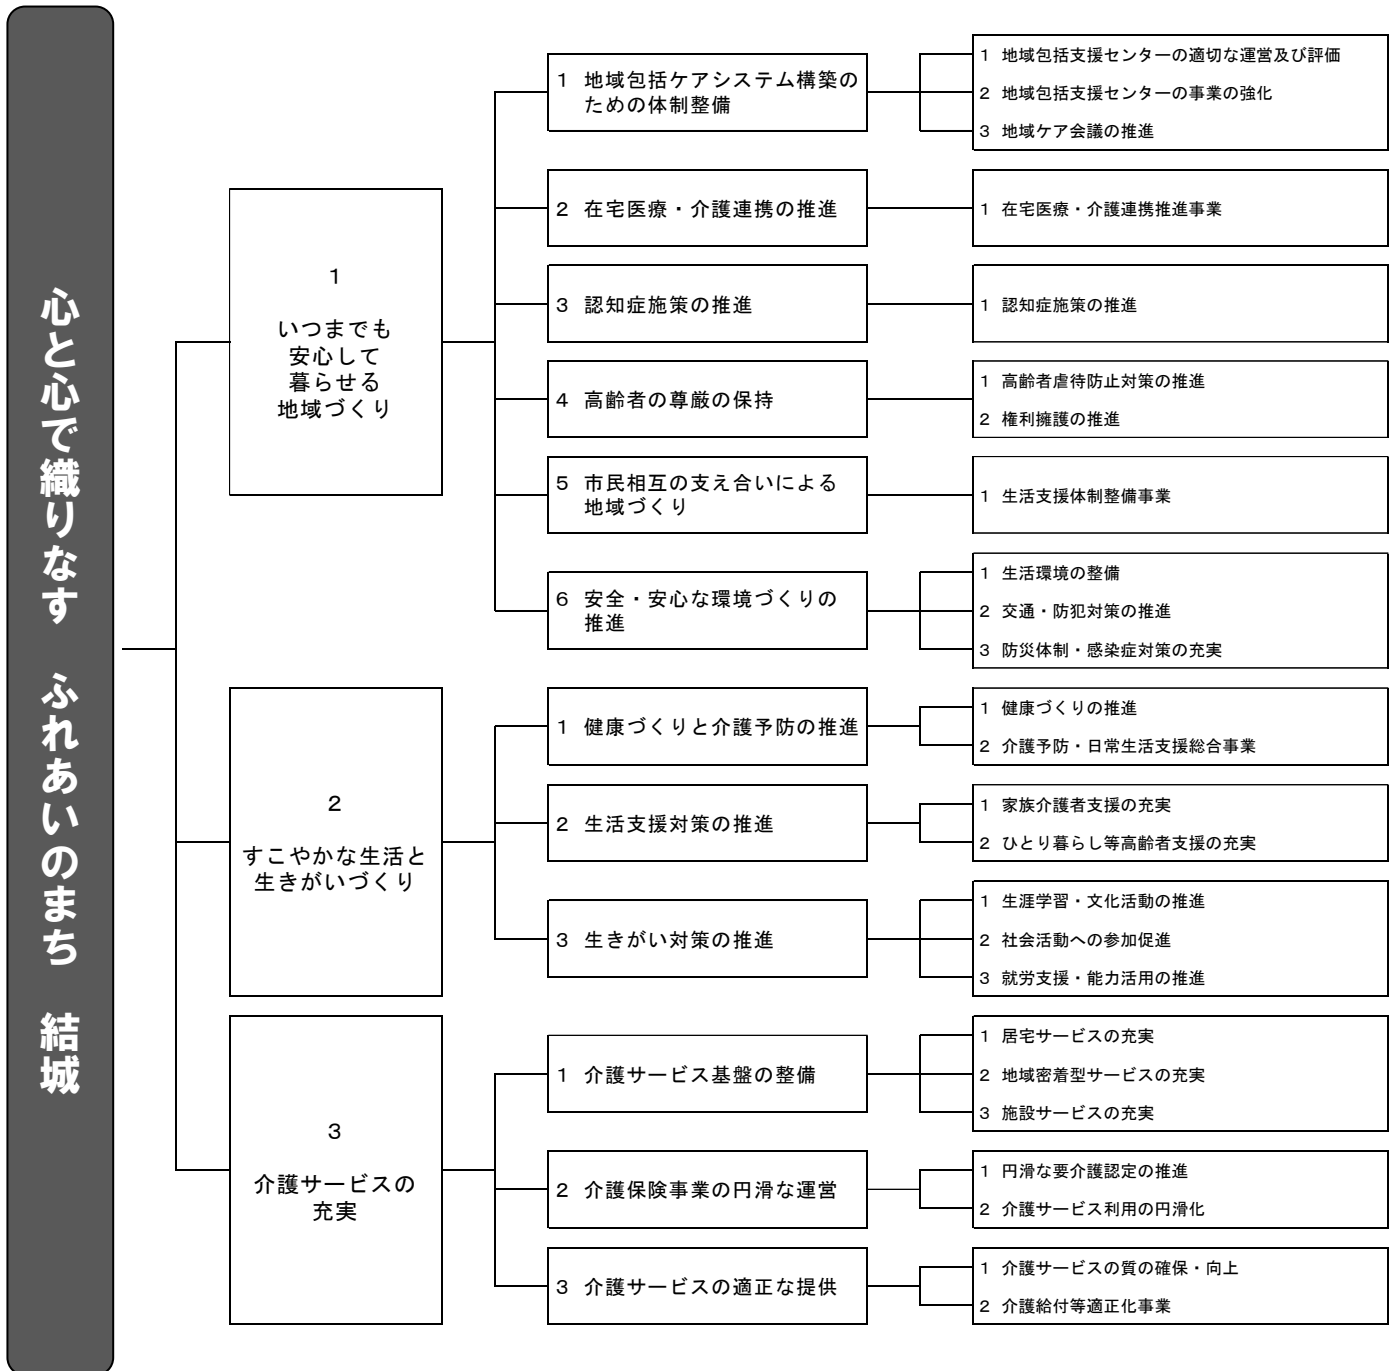 心と心で織りなす　ふれあいのまち　結城
1
いつまでも
安心して
暮らせる
地域づくり
1 地域包括ケアシステム構築の
ための体制整備
1 地域包括支援センターの適切な運営及び評価
2 地域包括支援センターの事業の強化
3 地域ケア会議の推進
2 在宅医療・介護連携の推進
1 在宅医療・介護連携推進事業
3 認知症施策の推進
1 認知症施策の推進
4 高齢者の尊厳の保持
1 高齢者虐待防止対策の推進
2 権利擁護の推進
5 市民相互の支え合いによる
地域づくり
1 生活支援体制整備事業
6 安全・安心な環境づくりの
推進
1 生活環境の整備
2 交通・防犯対策の推進
3 防災体制・感染症対策の充実
2
すこやかな生活と
生きがいづくり
1 健康づくりと介護予防の推進
1 健康づくりの推進
2 介護予防・日常生活支援総合事業
2 生活支援対策の推進
1 家族介護者支援の充実
2 ひとり暮らし等高齢者支援の充実
3 生きがい対策の推進
1 生涯学習・文化活動の推進
2 社会活動への参加促進
3 就労支援・能力活用の推進
3
介護サービスの
充実
1 介護サービス基盤の整備
1 居宅サービスの充実
2 地域密着型サービスの充実
3 施設サービスの充実
2 介護保険事業の円滑な運営
1 円滑な要介護認定の推進
2 介護サービス利用の円滑化
3 介護サービスの適正な提供
1 介護サービスの質の確保・向上
2 介護給付等適正化事業